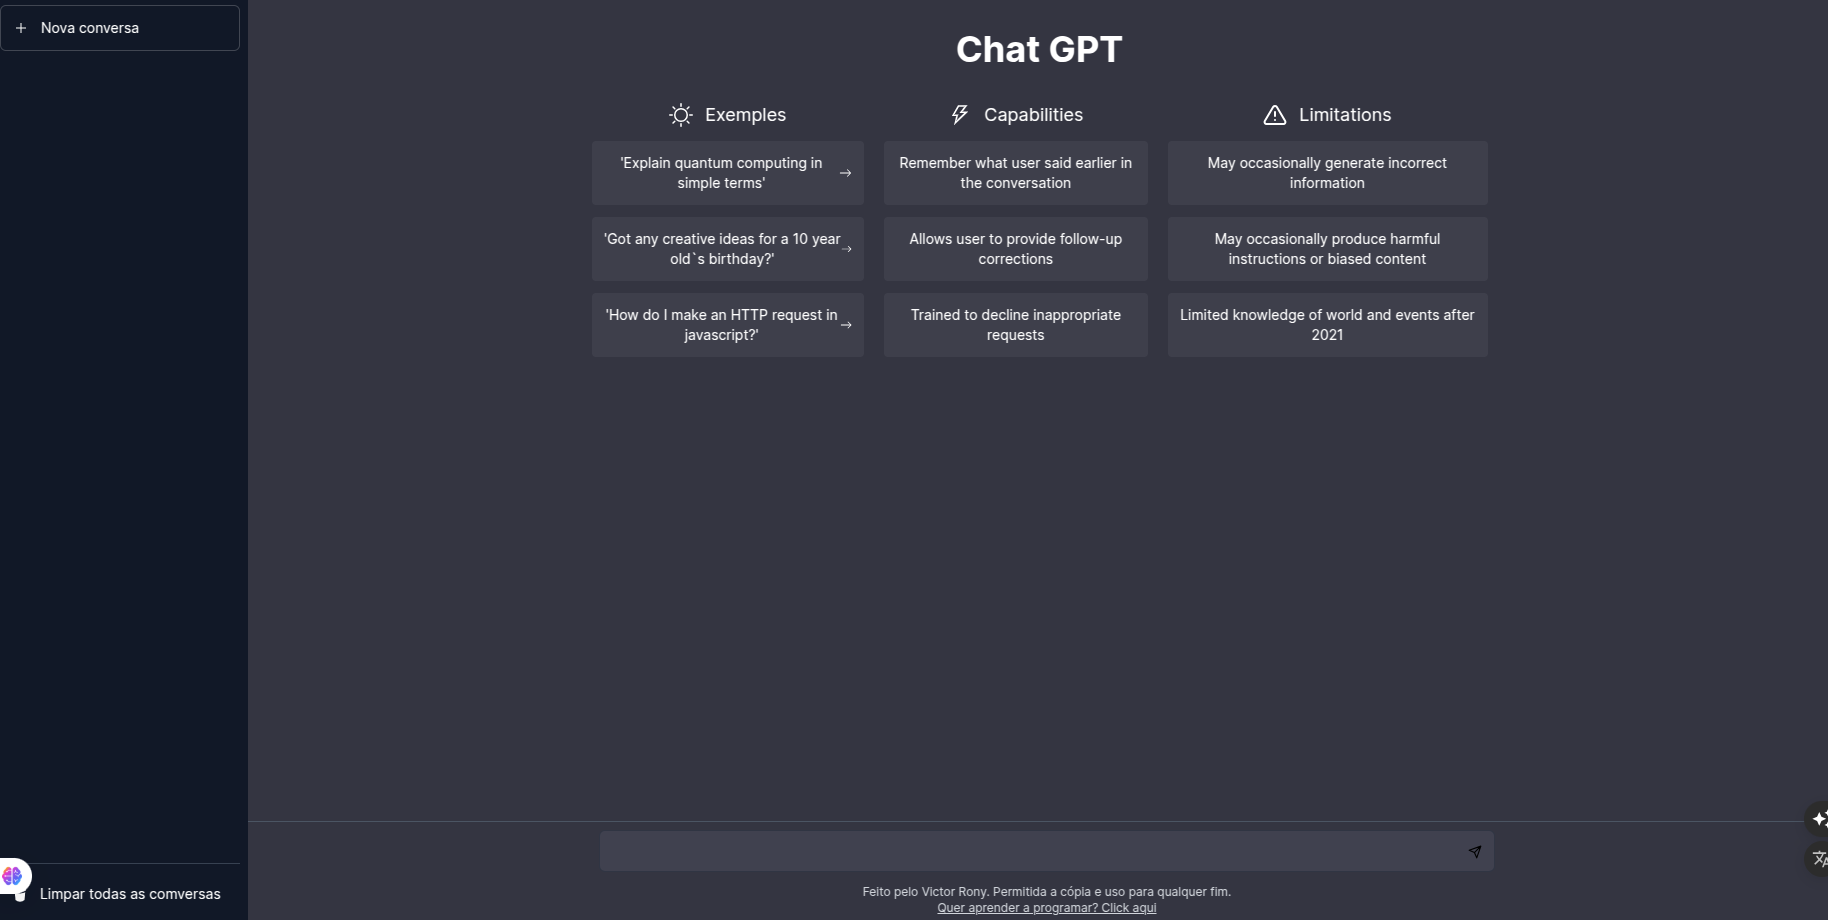 Nova conversa
Chat GPT
Exemples
'Explain quantum computing in
simple terms'
'Got any creative ideas for a 10 year
old`s birthday?'
'How do I make an HTTP request in
javascript?'
Capabilities
Remember what user said earlier in
the conversation
Allows user to provide follow-up
corrections
Trained to decline inappropriate
requests
Limitations
May occasionally generate incorrect
information
May occasionally produce harmful
instructions or biased content
Limited knowledge of world and events after
2021
Limpar todas as comversas
Feito pelo Victor Rony. Permitida a cópia e uso para qualquer fim.
Quer aprender a programar? Click aqui